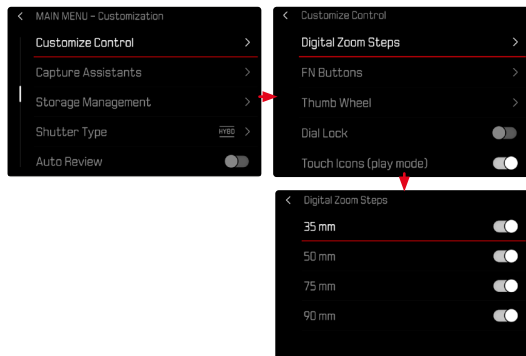 MAIN MENU - Customization
Customize Control
Capture Assistants
Storage Management
Shutter Type HYBD
Auto Review
Customize Control
Digital Zoom Steps
FN Buttons
Thumb Wheel
Dial Lock
Touch Icons (play mode)
Digital Zoom Steps
35 mm
50 mm
75 mm
90 mm